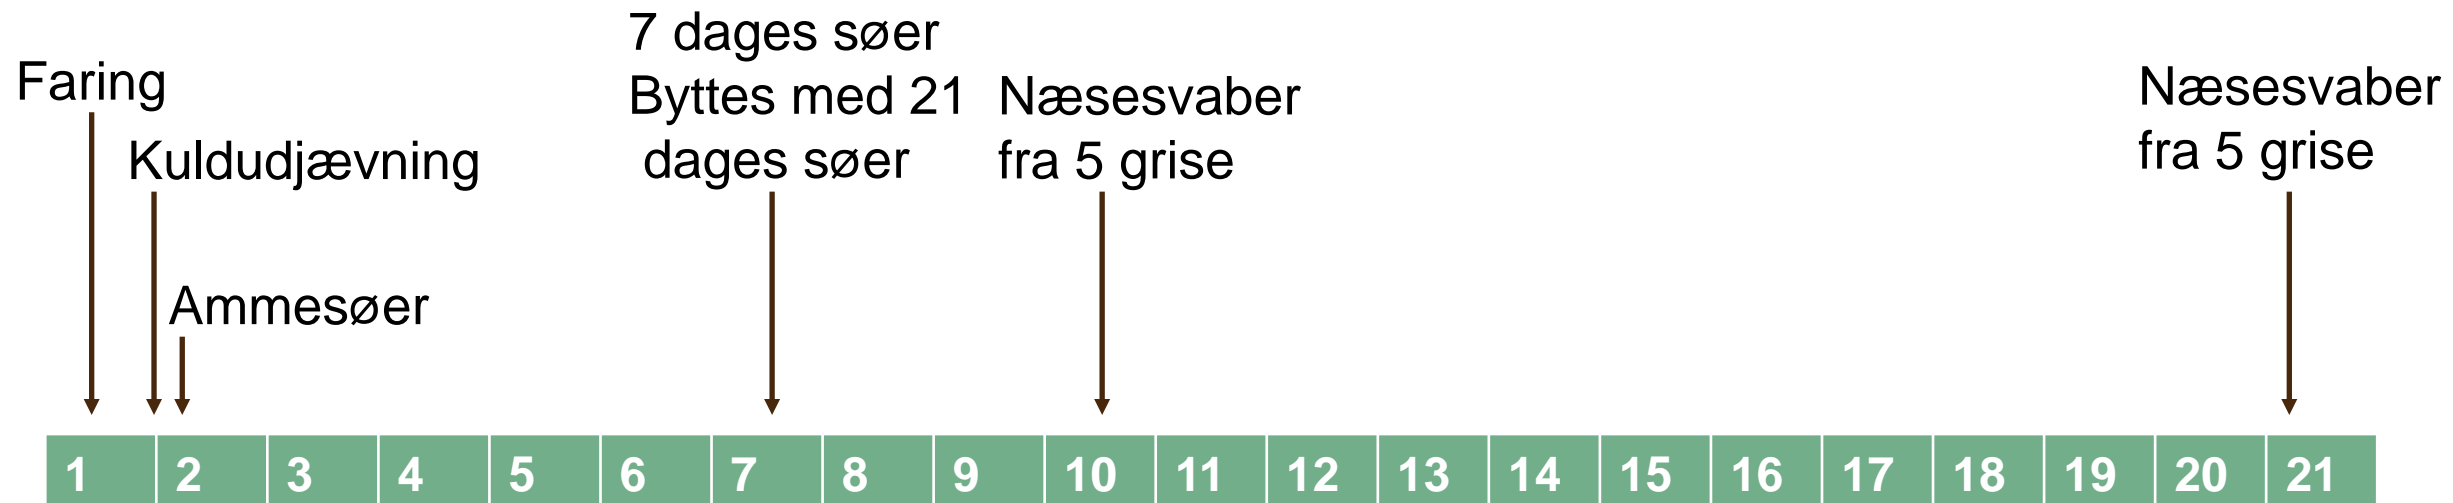 Faring
Kuldudjævning
Ammesøer
7 dages søer
Byttes med 21
dages søer
Næsesvaber
fra 5 grise
Næsesvaber
fra 5 grise
1 2 3 4 5 6 7 8 9 10 11 12 13 14 15 16 17 18 19 20 21